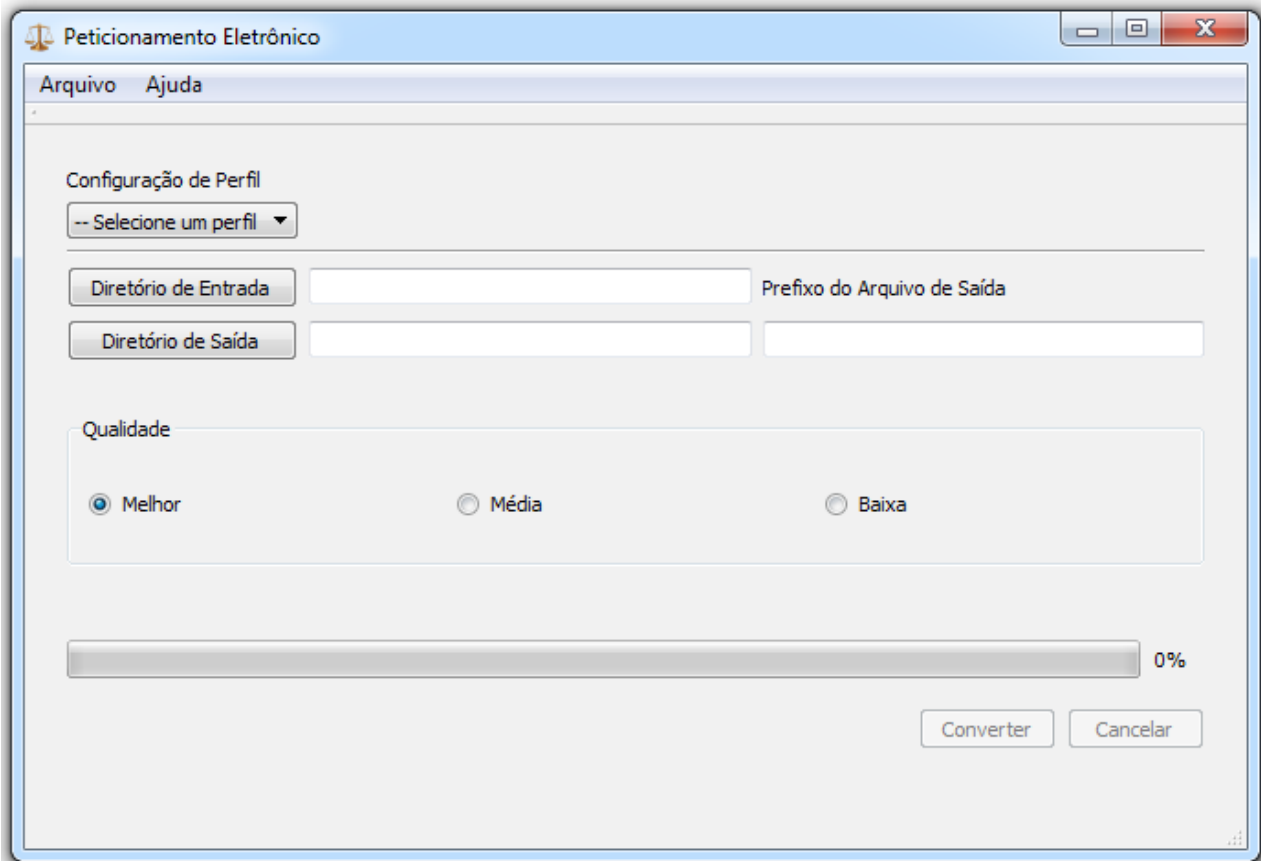 Peticionamento Eletrônico
Arquivo Ajuda
Configuração de Perfil
-- Selecione um perfil
Diretório de Entrada Prefixo do Arquivo de Saída
Diretório de Saída
Qualidade
Melhor Média Baixa
0%
Converter Cancelar